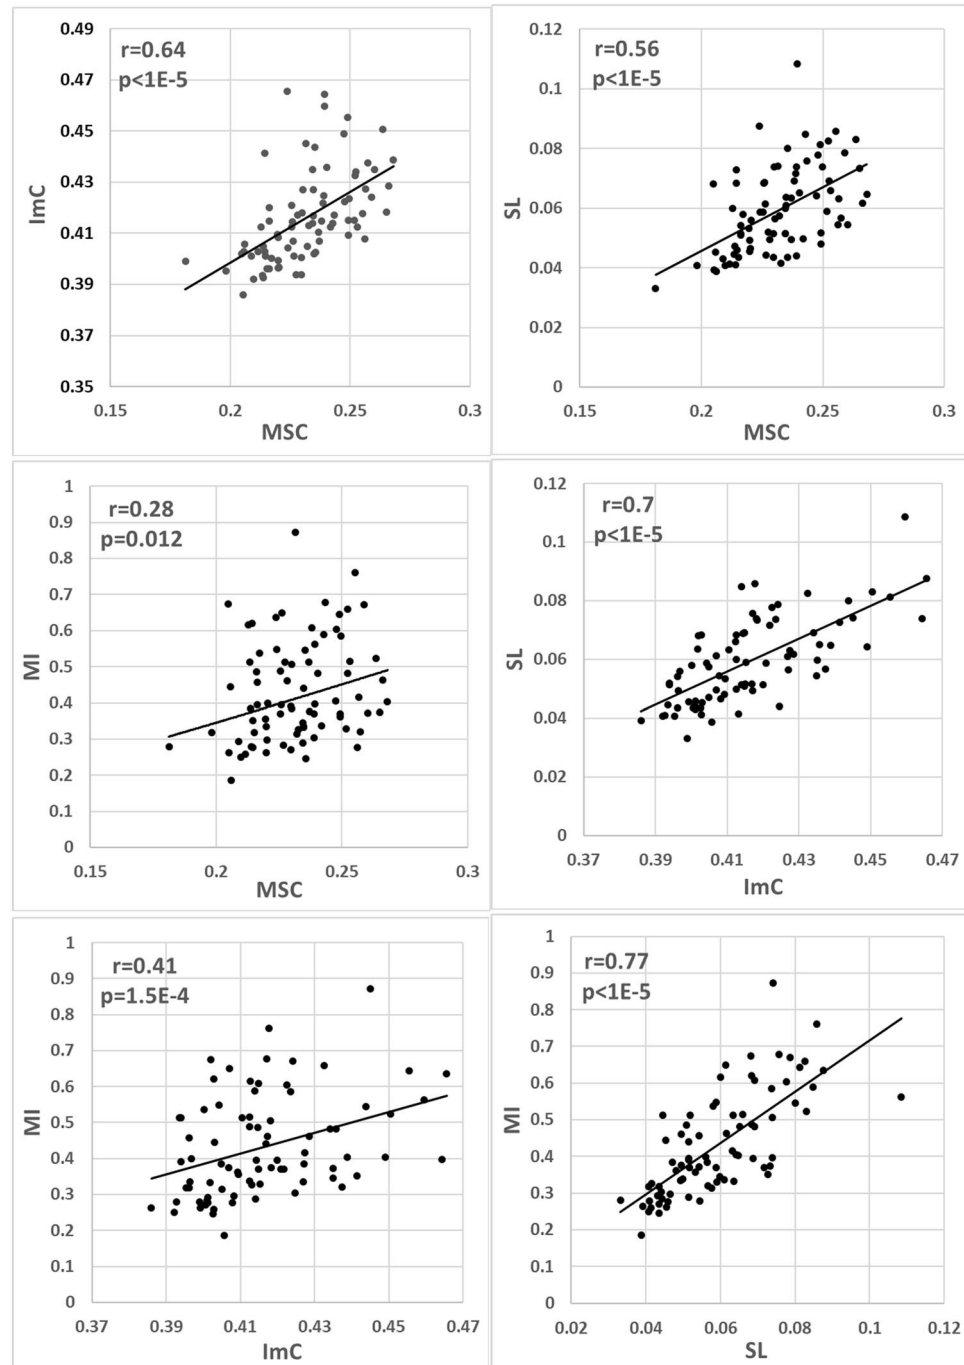 r=0.64
p<1E-5
0.49
0.47
0.45
0.43
0.41
0.39
0.37
0.35
ImC
0.15 0.2 0.25 0.3
MSC
r=0.56
p<1E-5
0.12
0.1
0.08
0.06
0.04
0.02
0
SL
0.15 0.2 0.25 0.3
MSC
r=0.28
p=0.012
1
0.9
0.8
0.7
0.6
0.5
0.4
0.3
0.2
0.1
0
MI
0.15 0.2 0.25 0.3
MSC
r=0.7
p<1E-5
0.12
0.1
0.08
0.06
0.04
0.02
0
SL
0.37 0.39 0.41 0.43 0.45 0.47
ImC
r=0.41
p=1.5E-4
1
0.9
0.8
0.7
0.6
0.5
0.4
0.3
0.2
0.1
0
MI
0.37 0.39 0.41 0.43 0.45 0.47
ImC
r=0.77
p<1E-5
1
0.9
0.8
0.7
0.6
0.5
0.4
0.3
0.2
0.1
0
MI
0.02 0.04 0.06 0.08 0.1 0.12
SL